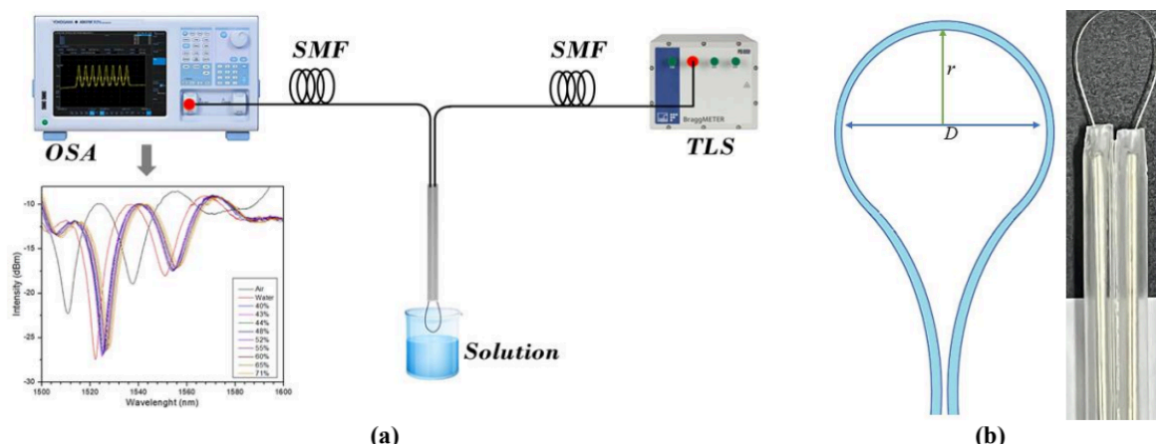 SMF
SMF
OSA
BraggMETER
TLS
Intensity (dBm)
-10
-15
-20
-25
-30
Air
Water
40%
43%
44%
48%
52%
55%
60%
65%
71%
1500
1520
1540
1560
1580
1600
Wavelenght (nm)
Solution
(a)
r
D
(b)